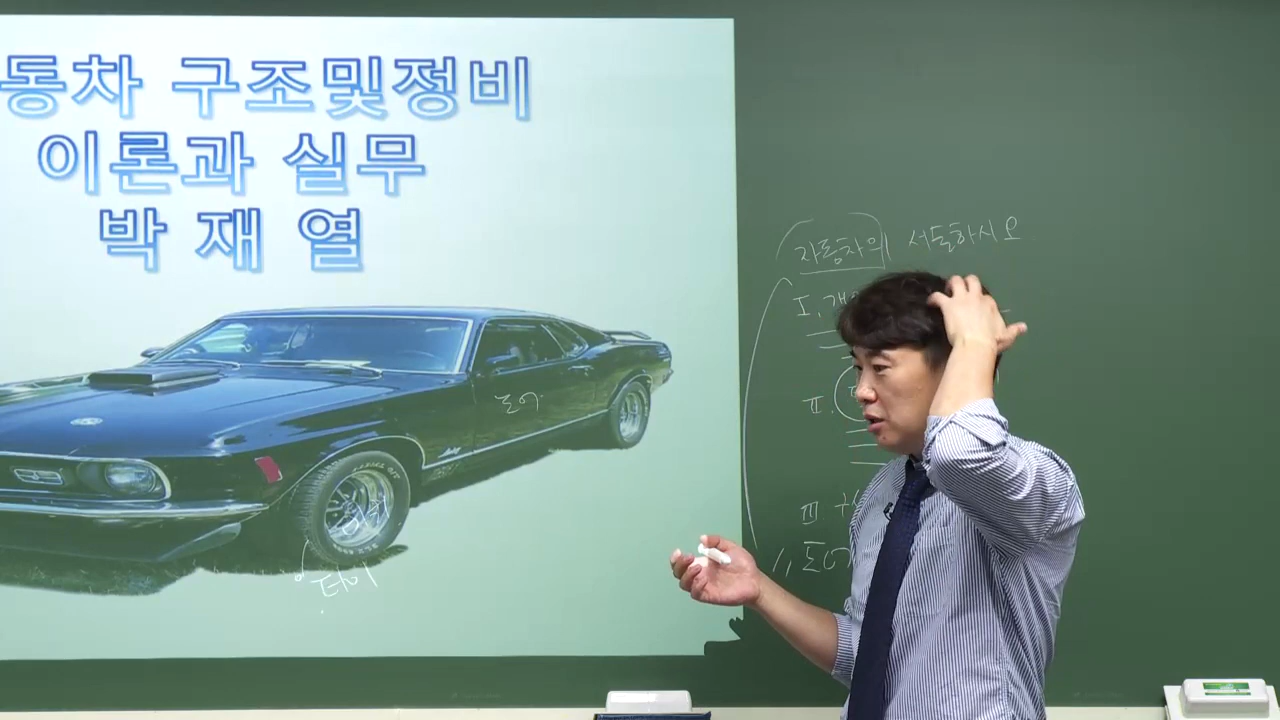 동차 구조및정비
이론과 실무
박 재 열
자동차의 서술하시오
I. 개
도어
II.
III
타이
1, 도어